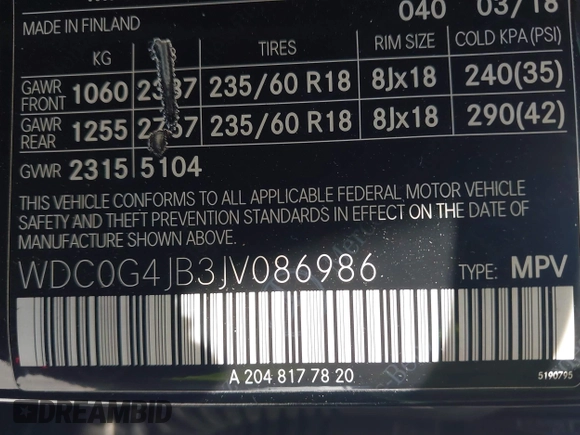 MADE IN FINLAND 040 03/18
KG TIRES RIM SIZE COLD KPA (PSI)
GAWR FRONT 1060 235/60 R18 8Jx18 240(35)
GAWR REAR 1255 235/60 R18 8Jx18 290(42)
GVWR 2315 5104
THIS VEHICLE CONFORMS TO ALL APPLICABLE FEDERAL MOTOR VEHICLE
SAFETY AND THEFT PREVENTION STANDARDS IN EFFECT ON THE DATE OF
MANUFACTURE SHOWN ABOVE.
WDC0G4JB3JV086986 TYPE: MPV
A 204 817 78 20
5190795
DREAMBID